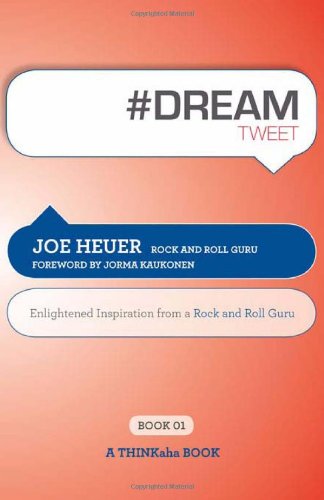 #DREAM
TWEET
JOE HEUER ROCK AND ROLL GURU
FOREWORD BY JORMA KAUKONEN
Enlightened Inspiration from a Rock and Roll Guru
BOOK 01
A THINKaha BOOK